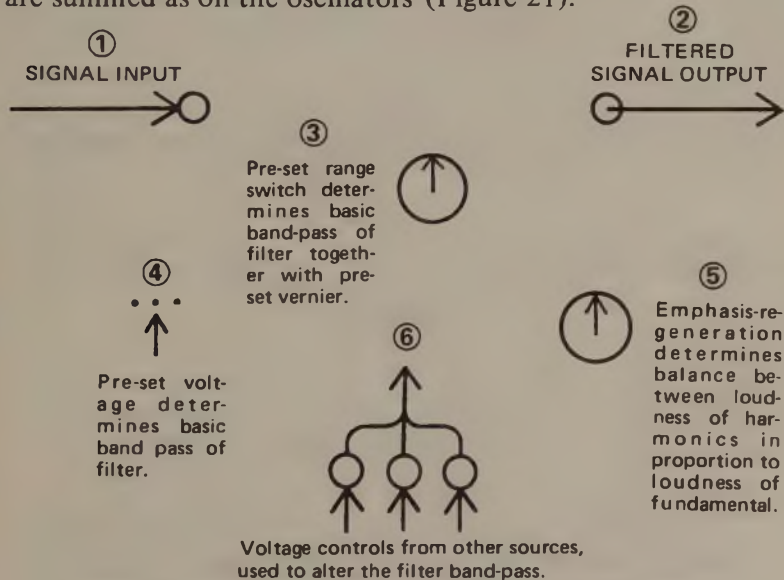 are summed as on the oscillators (Figure 21).
①
SIGNAL INPUT
②
FILTERED
SIGNAL OUTPUT
③
Pre-set range
switch deter-
mines basic
band-pass of
filter togeth-
er with pre-
set vernier.
④
Pre-set volt-
age deter-
mines basic
band pass of
filter.
⑤
Emphasis-re-
generation
determines
balance be-
tween loud-
ness of har-
monics in
proportion to
loudness of
fundamental.
⑥
Voltage controls from other sources,
used to alter the filter band-pass.